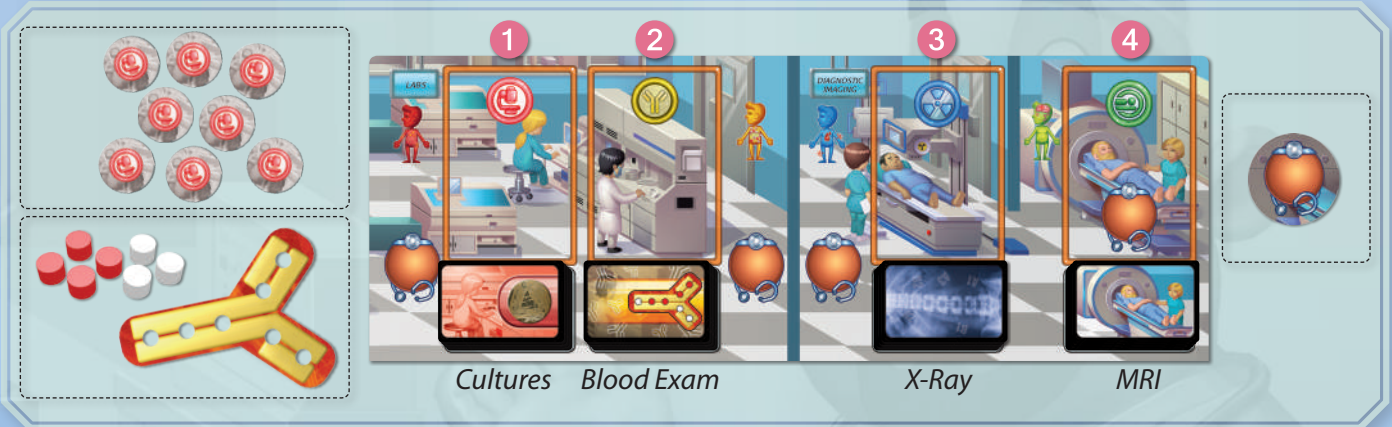 1 2 3 4
LABS
DIAGNOSTIC
IMAGING
Cultures Blood Exam X-Ray MRI